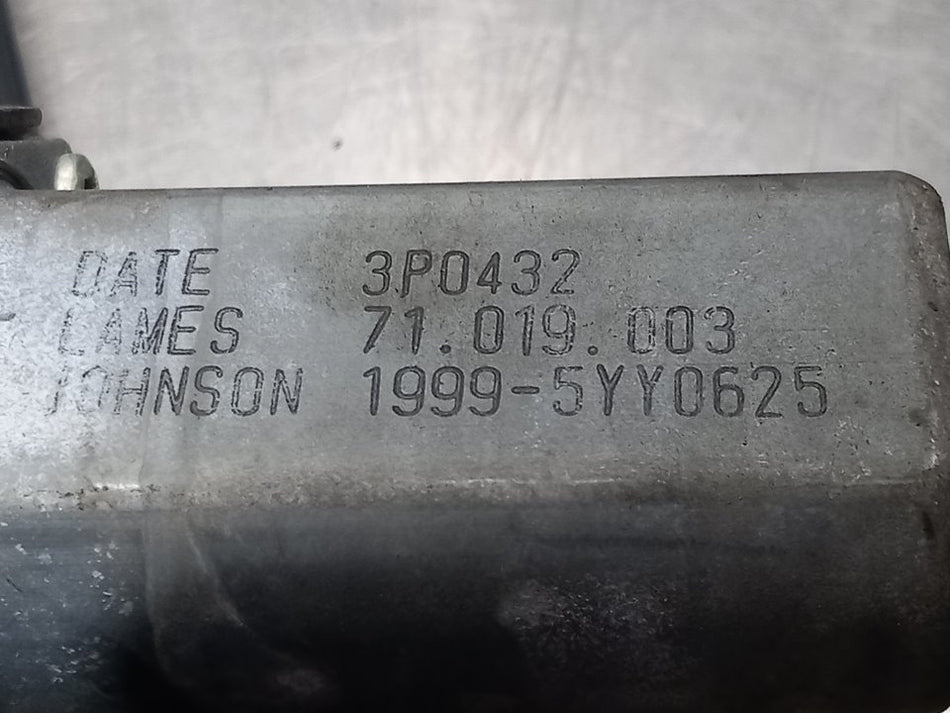 DATE 3P0432
LAMES 71.019.003
JOHNSON 1999-5YY0625